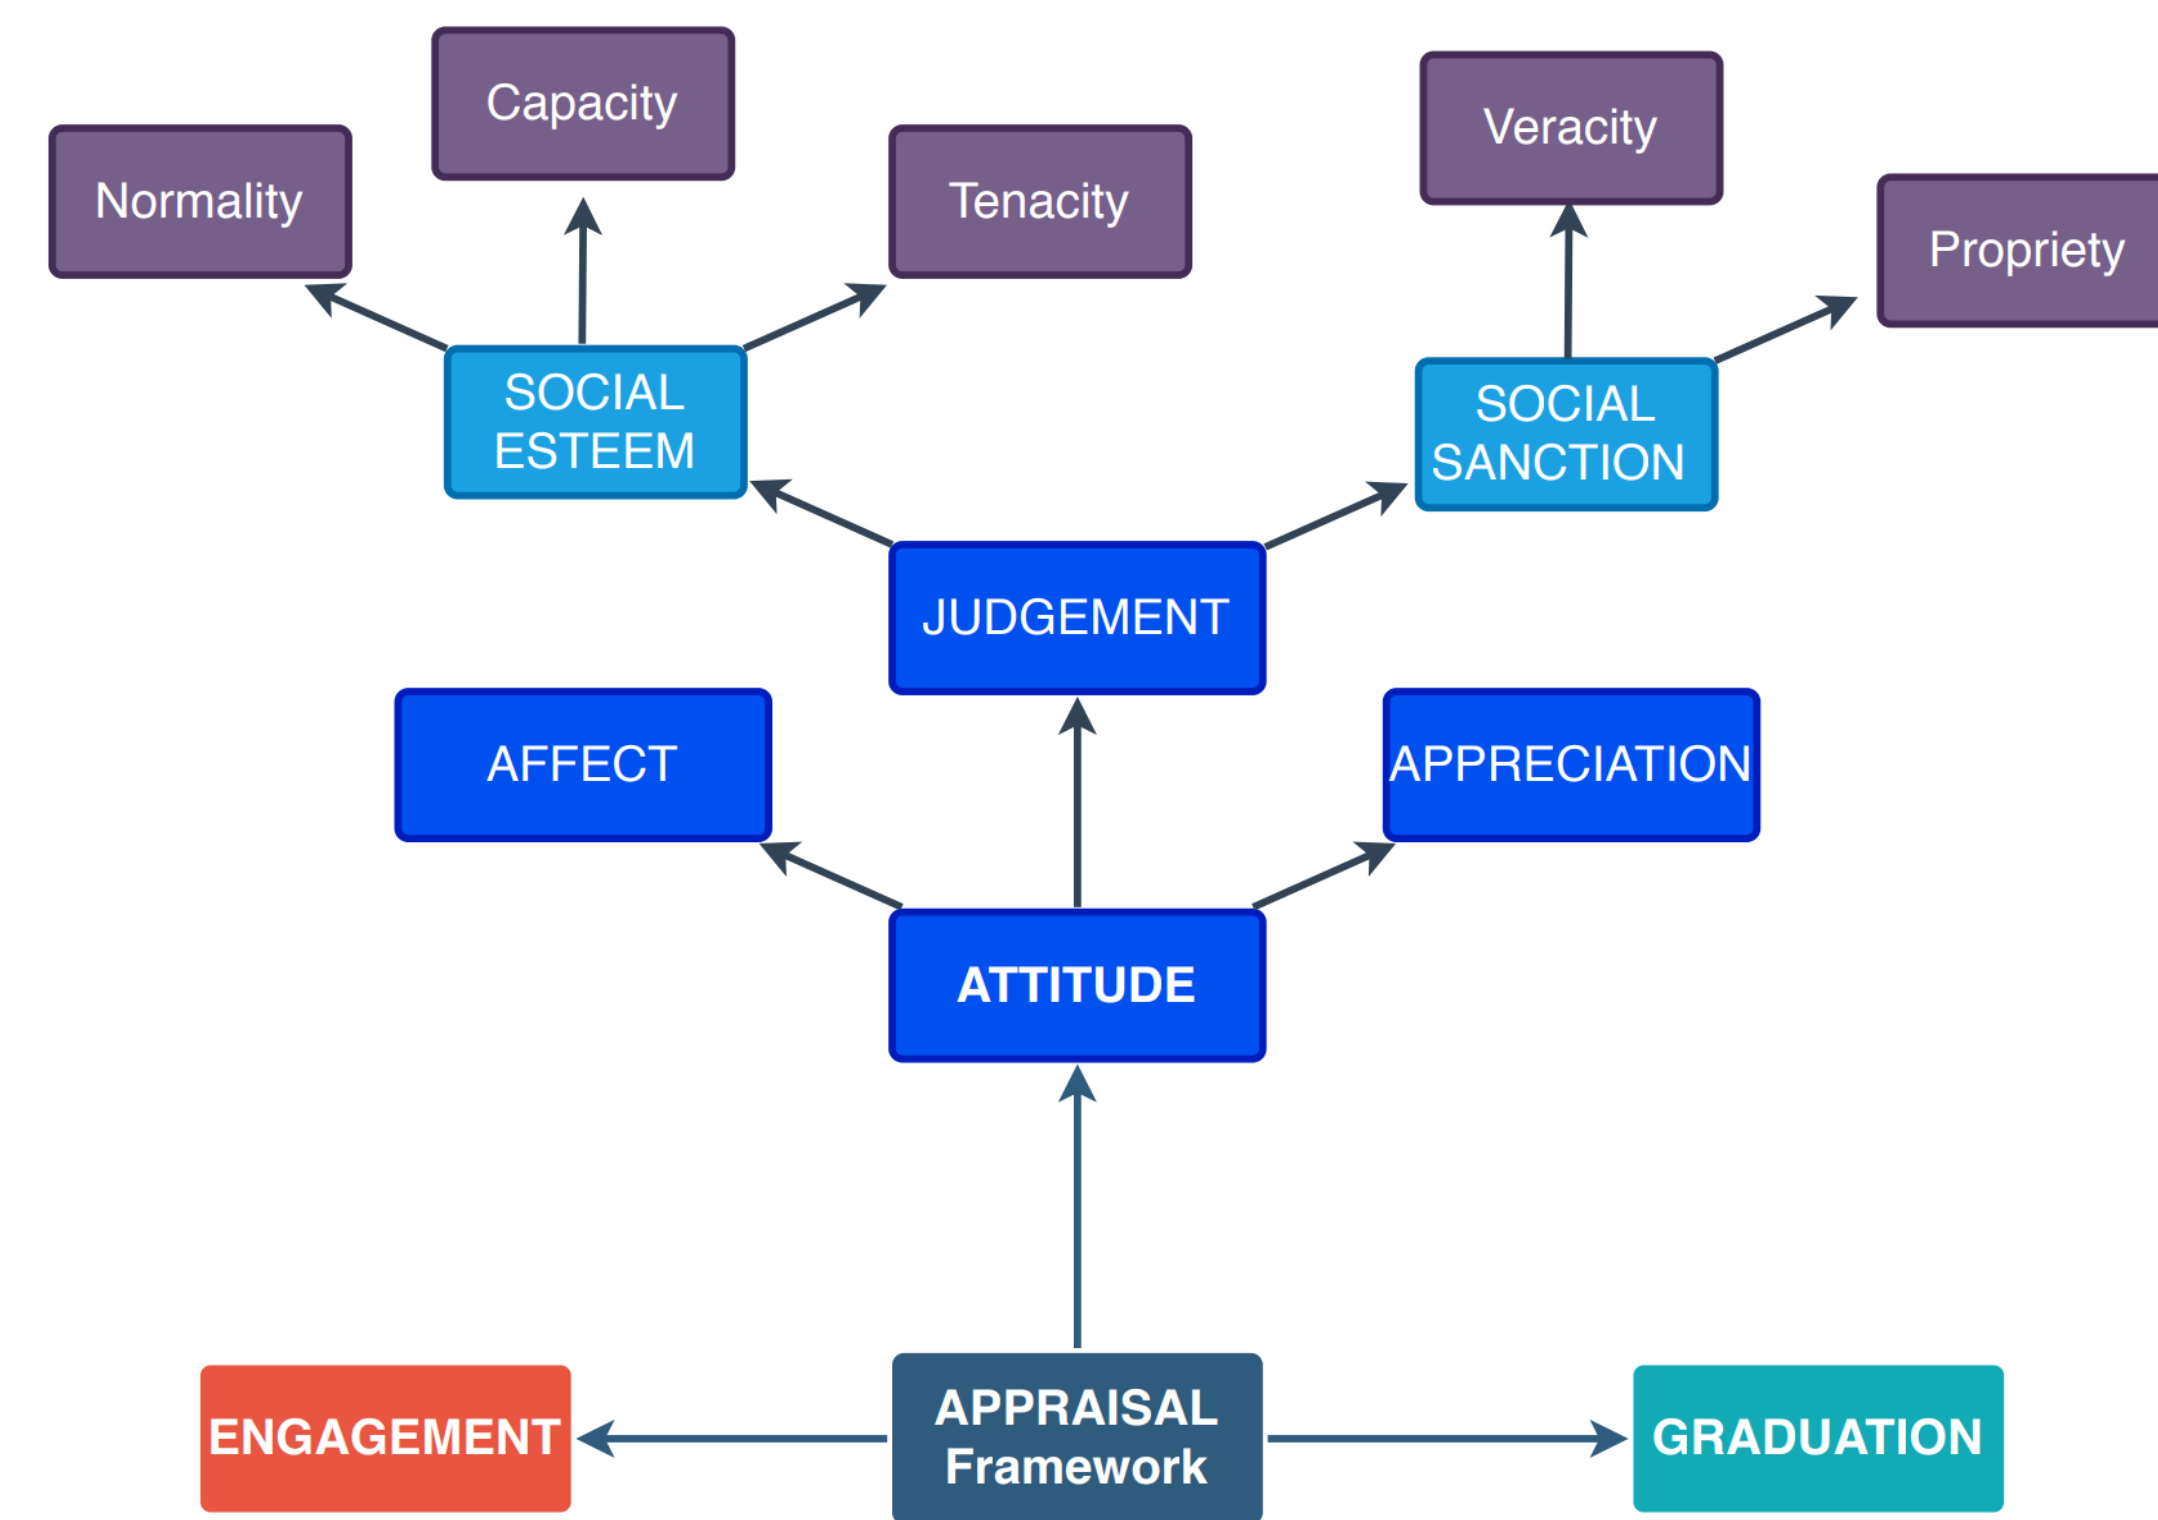 Capacity
Veracity
Normality
Tenacity
Propriety
SOCIAL
ESTEEM
SOCIAL
SANCTION
JUDGEMENT
AFFECT
APPRECIATION
ATTITUDE
ENGAGEMENT
APPRAISAL
Framework
GRADUATION